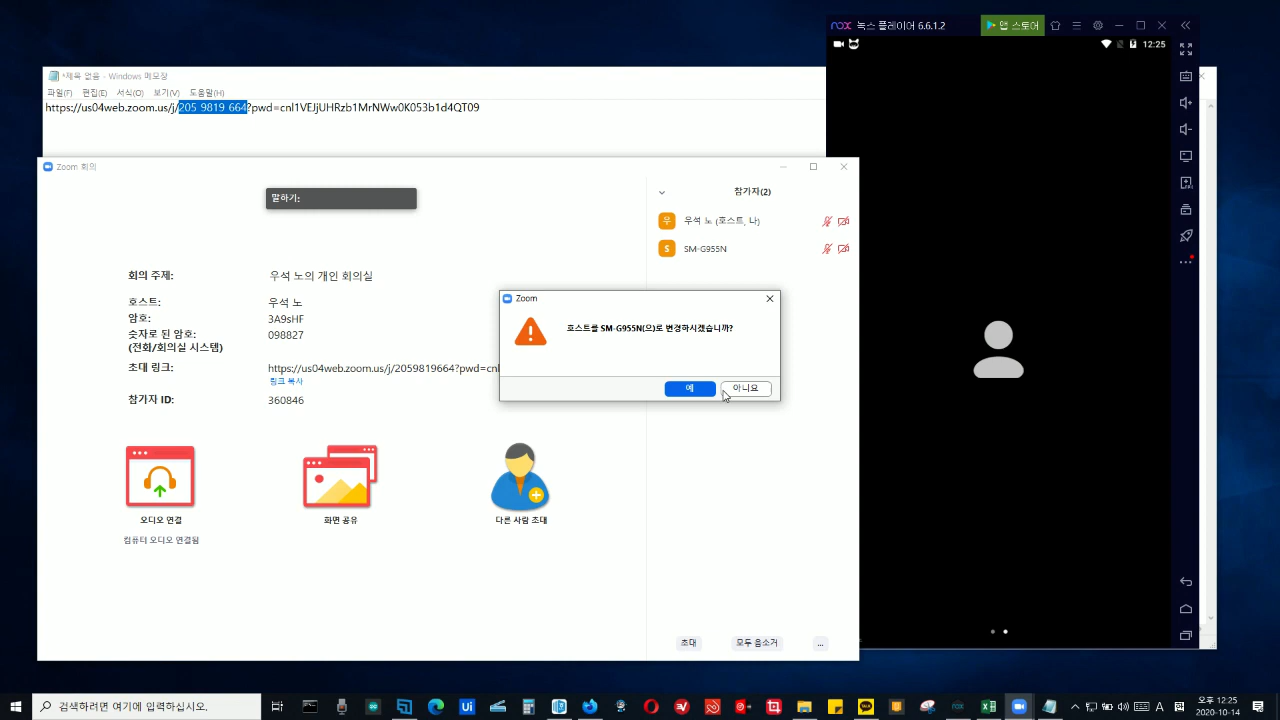 nox 녹스 플레이어 6.6.1.2
앱 스토어
12:25
*제목 없음 - Windows 메모장
파일(F) 편집(E) 서식(O) 보기(V) 도움말(H)
https://us04web.zoom.us/j/205 9819 664?pwd=cnl1VEJjUHRzb1MrNWw0K053b1d4QT09
Zoom 회의
말하기:
참가자(2)
우 우석 노 (호스트, 나)
S SM-G955N
회의 주제: 우석 노의 개인 회의실
호스트: 우석 노
암호: 3A9sHF
숫자로 된 암호: 098827
(전화/회의실 시스템)
초대 링크: https://us04web.zoom.us/j/2059819664?pwd=cnl
링크 복사
참가자 ID: 360846
Zoom
호스트를 SM-G955N(으)로 변경하시겠습니까?
예 아니요
오디오 연결 화면 공유 다른 사람 초대
컴퓨터 오디오 연결됨
초대 모두 음소거 ...
검색하려면 여기에 입력하십시오.
Ui
TALK
nox
A
오후 12:25
2020-10-14